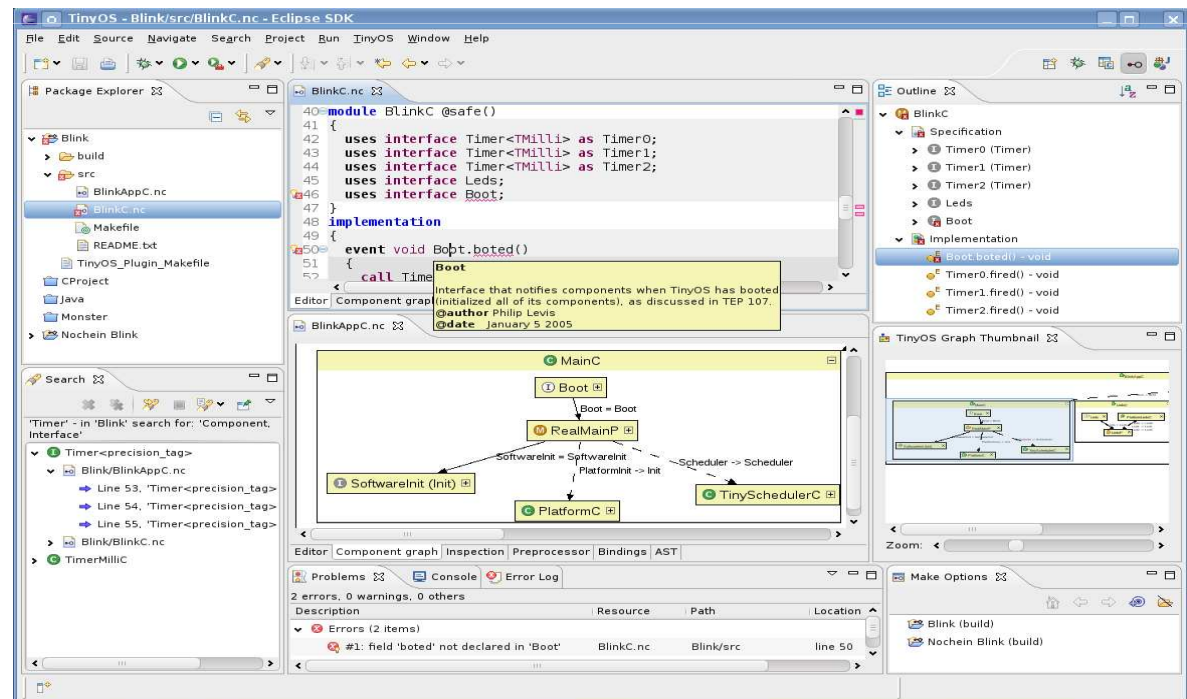 TinyOS - Blink/src/BlinkC.nc - Eclipse SDK
File Edit Source Navigate Search Project Run TinyOS Window Help
Package Explorer
Blink
build
src
BlinkAppC.nc
BlinkC.nc
Makefile
README.txt
TinyOS_Plugin_Makefile
CProject
Java
Monster
Nochein Blink
Search
'Timer' - in 'Blink' search for: 'Component,
Interface'
Timer<precision_tag>
Blink/BlinkAppC.nc
Line 53, 'Timer<precision_tag>
Line 54, 'Timer<precision_tag>
Line 55, 'Timer<precision_tag>
Blink/BlinkC.nc
TimerMilliC
BlinkC.nc
40 module BlinkC @safe()
41 {
42 uses interface Timer<TMilli> as Timer0;
43 uses interface Timer<TMilli> as Timer1;
44 uses interface Timer<TMilli> as Timer2;
45 uses interface Leds;
46 uses interface Boot;
47 }
48 implementation
49 {
50 event void Boot.boted()
51 {
52 call Time
Boot
Interface that notifies components when TinyOS has booted
(initialized all of its components), as discussed in TEP 107.
@author Philip Levis
@date January 5 2005
Editor Component grap
BlinkAppC.nc
MainC
Boot
Boot = Boot
RealMainP
SoftwareInit = SoftwareInit
Scheduler -> Scheduler
PlatformInit -> Init
SoftwareInit (Init)
TinySchedulerC
PlatformC
Editor Component graph Inspection Preprocessor Bindings AST
Problems Console Error Log
2 errors, 0 warnings, 0 others
Description Resource Path Location
Errors (2 items)
#1: field 'boted' not declared in 'Boot' BlinkC.nc Blink/src line 50
Outline
BlinkC
Specification
Timer0 (Timer)
Timer1 (Timer)
Timer2 (Timer)
Leds
Boot
Implementation
Boot.boted() - void
Timer0.fired() - void
Timer1.fired() - void
Timer2.fired() - void
TinyOS Graph Thumbnail
Zoom:
Make Options
Blink (build)
Nochein Blink (build)